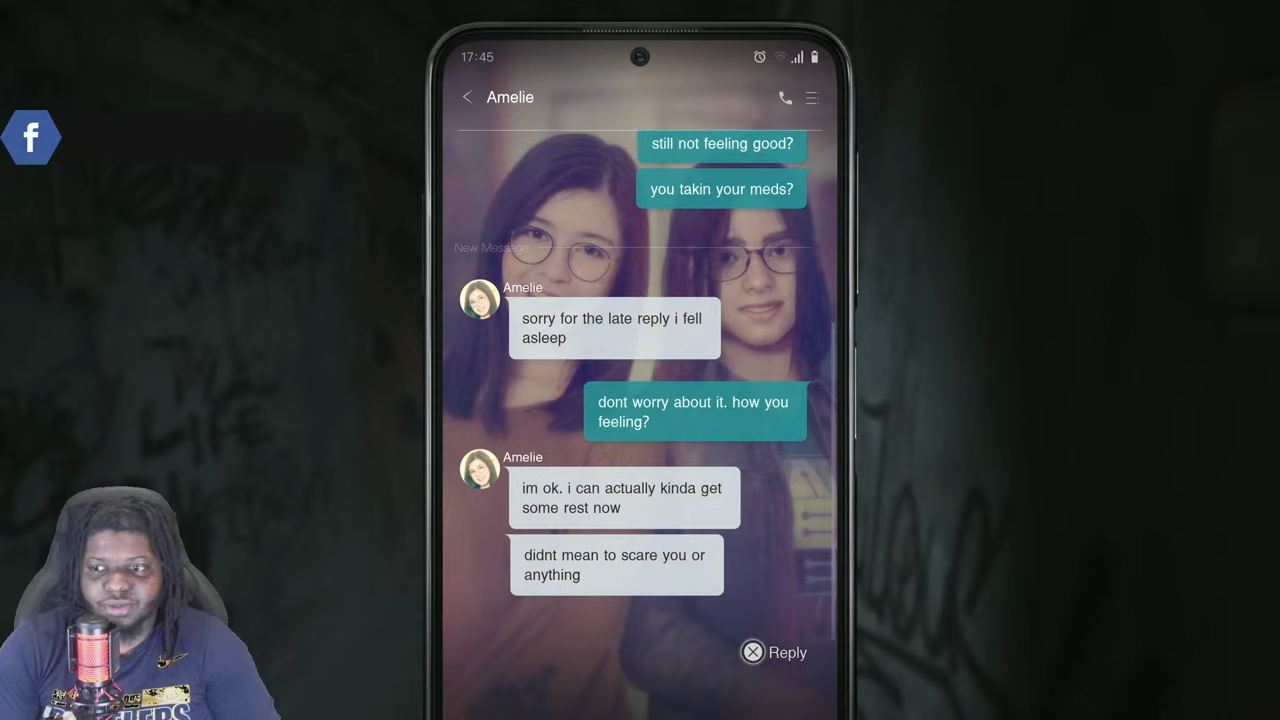 17:45
Amelie
still not feeling good?
you takin your meds?
New Message
Amelie
sorry for the late reply i fell
asleep
dont worry about it. how you
feeling?
Amelie
im ok. i can actually kinda get
some rest now
didnt mean to scare you or
anything
Reply
f